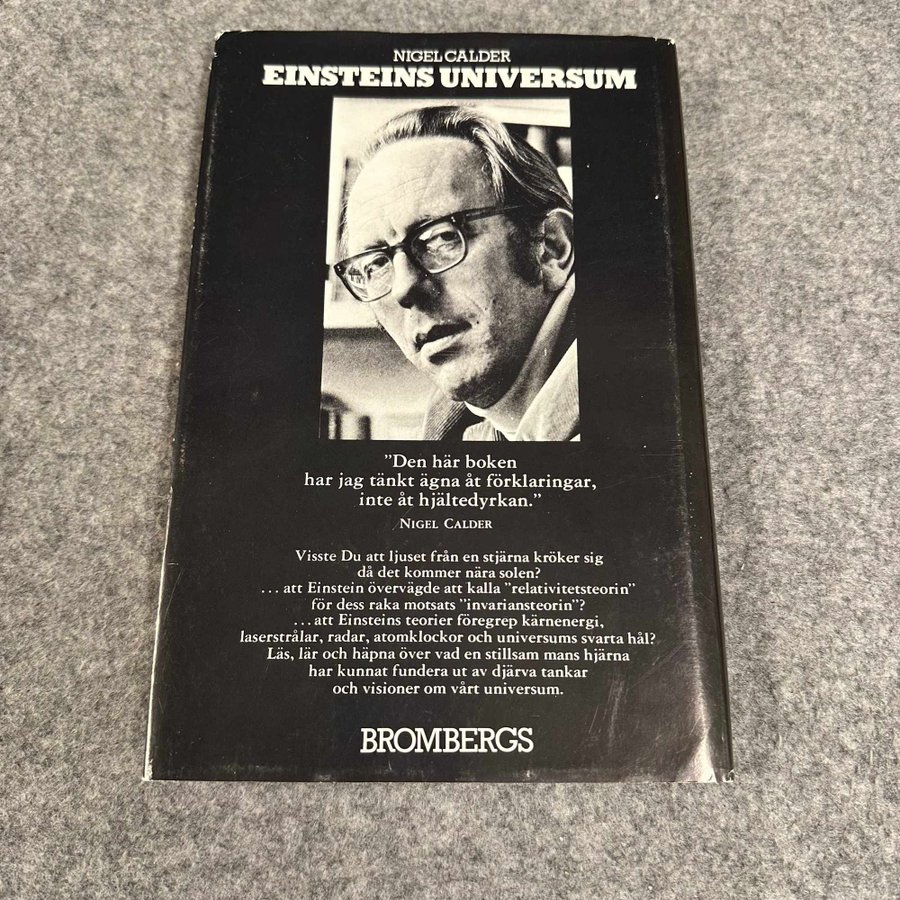 NIGEL CALDER
EINSTEINS UNIVERSUM
”Den här boken
har jag tänkt ägna åt förklaringar,
inte åt hjältedyrkan.”
NIGEL CALDER
Visste Du att ljuset från en stjärna kröker sig
då det kommer nära solen?
. . . att Einstein övervägde att kalla ”relativitetsteorin”
för dess raka motsats ”invariansteorin”?
. . . att Einsteins teorier föregrep kärnenergi,
laserstrålar, radar, atomklockor och universums svarta hål?
Läs, lär och häpna över vad en stillsam mans hjärna
har kunnat fundera ut av djärva tankar
och visioner om vårt universum.
BROMBERGS